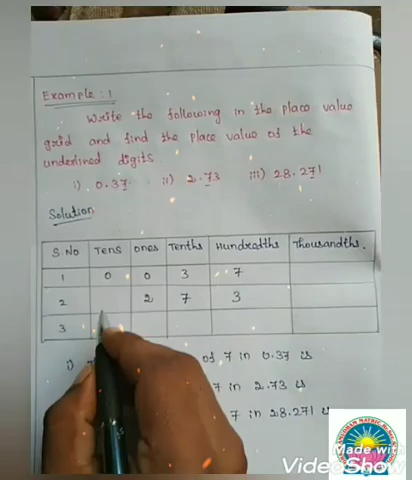 Example : 1
Write the following in the place value
grid and find the place value of the
underlined digits.
i) 0.37 ii) 2.73 iii) 28.271
Solution
S.No Tens ones Tenths Hundredths Thousandths.
1 0 0 3 7
2 2 7 3
3
i) of 7 in 0.37 is
7 in 2.73 is
7 in 28.271 is
Made with
VideoShow